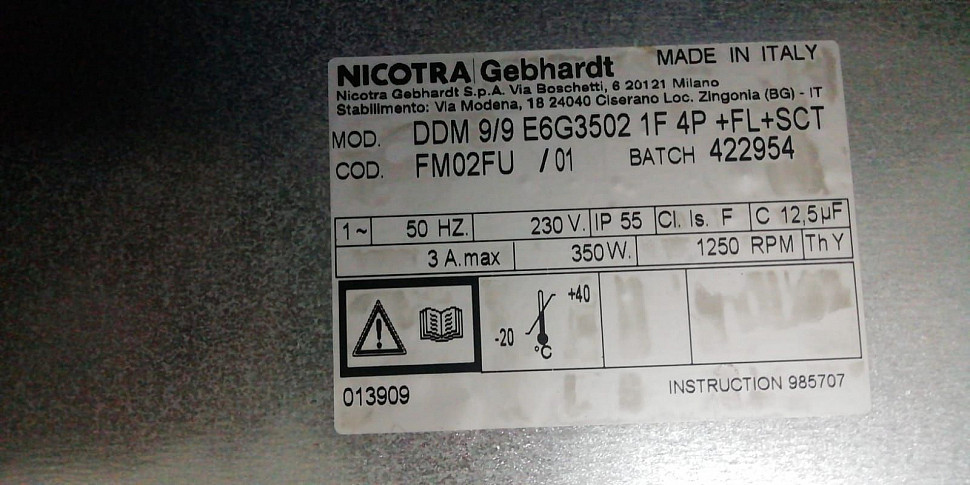 NICOTRA Gebhardt MADE IN ITALY
Nicotra Gebhardt S.p.A. Via Boschetti, 6 20121 Milano
Stabilimento: Via Modena, 18 24040 Ciserano Loc. Zingonia (BG) - IT
MOD. DDM 9/9 E6G3502 1F 4P +FL+SCT
COD. FM02FU /01 BATCH 422954
1~ 50 HZ. 230 V. IP 55 Cl. Is. F C 12,5µF
3 A.max 350W. 1250 RPM Th Y
-20 +40
°C
013909 INSTRUCTION 985707